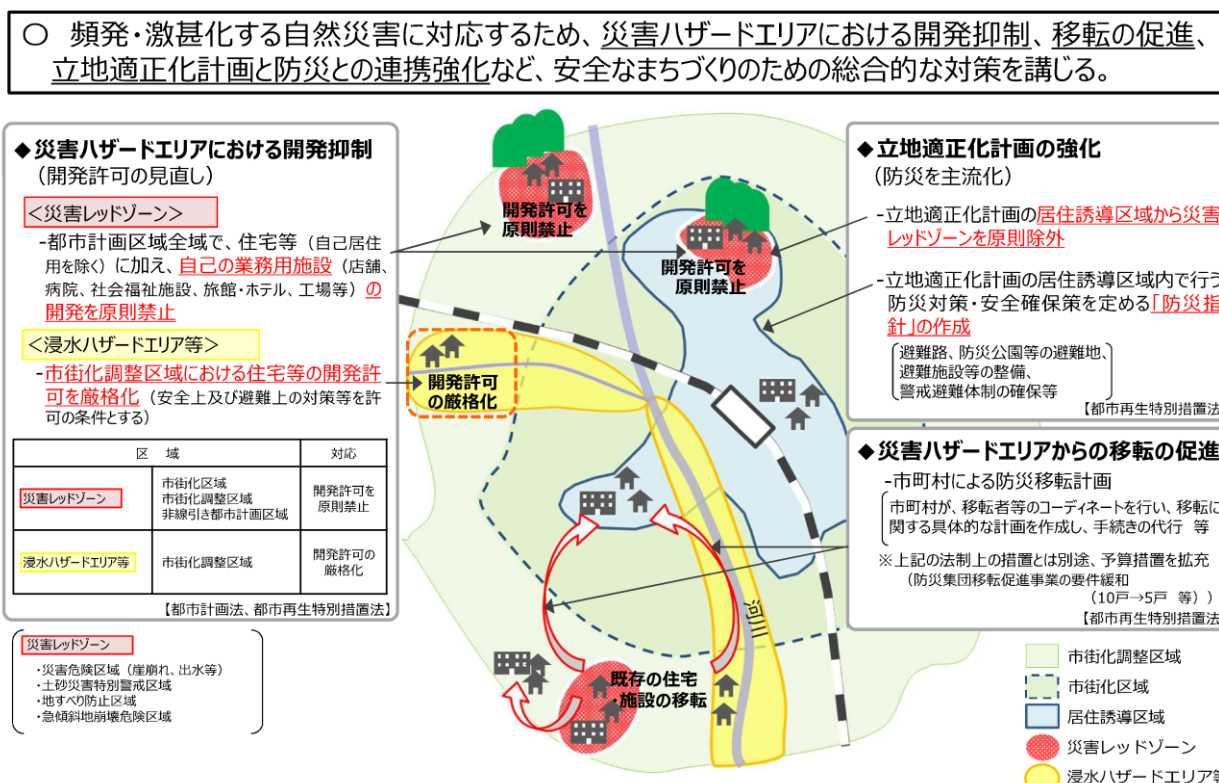 〇 頻発・激甚化する自然災害に対応するため、災害ハザードエリアにおける開発抑制、移転の促進、
立地適正化計画と防災との連携強化など、安全なまちづくりのための総合的な対策を講じる。
◆災害ハザードエリアにおける開発抑制
（開発許可の見直し）
＜災害レッドゾーン＞
-都市計画区域全域で、住宅等（自己居住
用を除く）に加え、自己の業務用施設（店舗、
病院、社会福祉施設、旅館・ホテル、工場等）の
開発を原則禁止
＜浸水ハザードエリア等＞
-市街化調整区域における住宅等の開発許
可を厳格化（安全上及び避難上の対策等を許
可の条件とする）
区　域 対応
災害レッドゾーン
市街化区域
市街化調整区域
非線引き都市計画区域
開発許可を
原則禁止
浸水ハザードエリア等
市街化調整区域
開発許可の
厳格化
【都市計画法、都市再生特別措置法】
災害レッドゾーン
・災害危険区域（崖崩れ、出水等）
・土砂災害特別警戒区域
・地すべり防止区域
・急傾斜地崩壊危険区域
開発許可を
原則禁止
開発許可を
原則禁止
開発許可
の厳格化
河川
既存の住宅
・施設の移転
◆立地適正化計画の強化
（防災を主流化）
-立地適正化計画の居住誘導区域から災害
レッドゾーンを原則除外
-立地適正化計画の居住誘導区域内で行う
防災対策・安全確保策を定める「防災指
針」の作成
避難路、防災公園等の避難地、
避難施設等の整備、
警戒避難体制の確保等
【都市再生特別措置法
◆災害ハザードエリアからの移転の促進
-市町村による防災移転計画
市町村が、移転者等のコーディネートを行い、移転に
関する具体的な計画を作成し、手続きの代行　等
※上記の法制上の措置とは別途、予算措置を拡充
（防災集団移転促進事業の要件緩和
（10戸→5戸　等））
【都市再生特別措置法
市街化調整区域
市街化区域
居住誘導区域
災害レッドゾーン
浸水ハザードエリア等